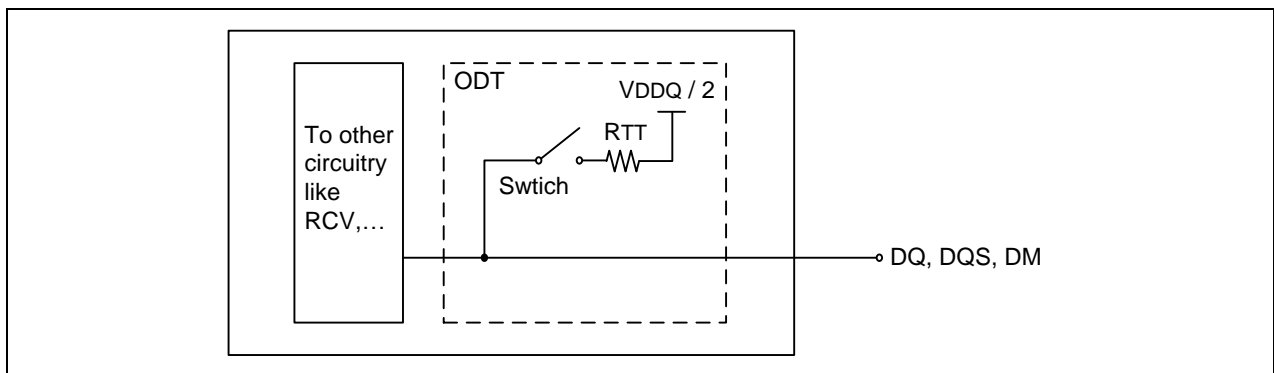 ODT
VDDQ / 2
RTT
To other
circuitry
like
RCV,…
Swtich
DQ, DQS, DM